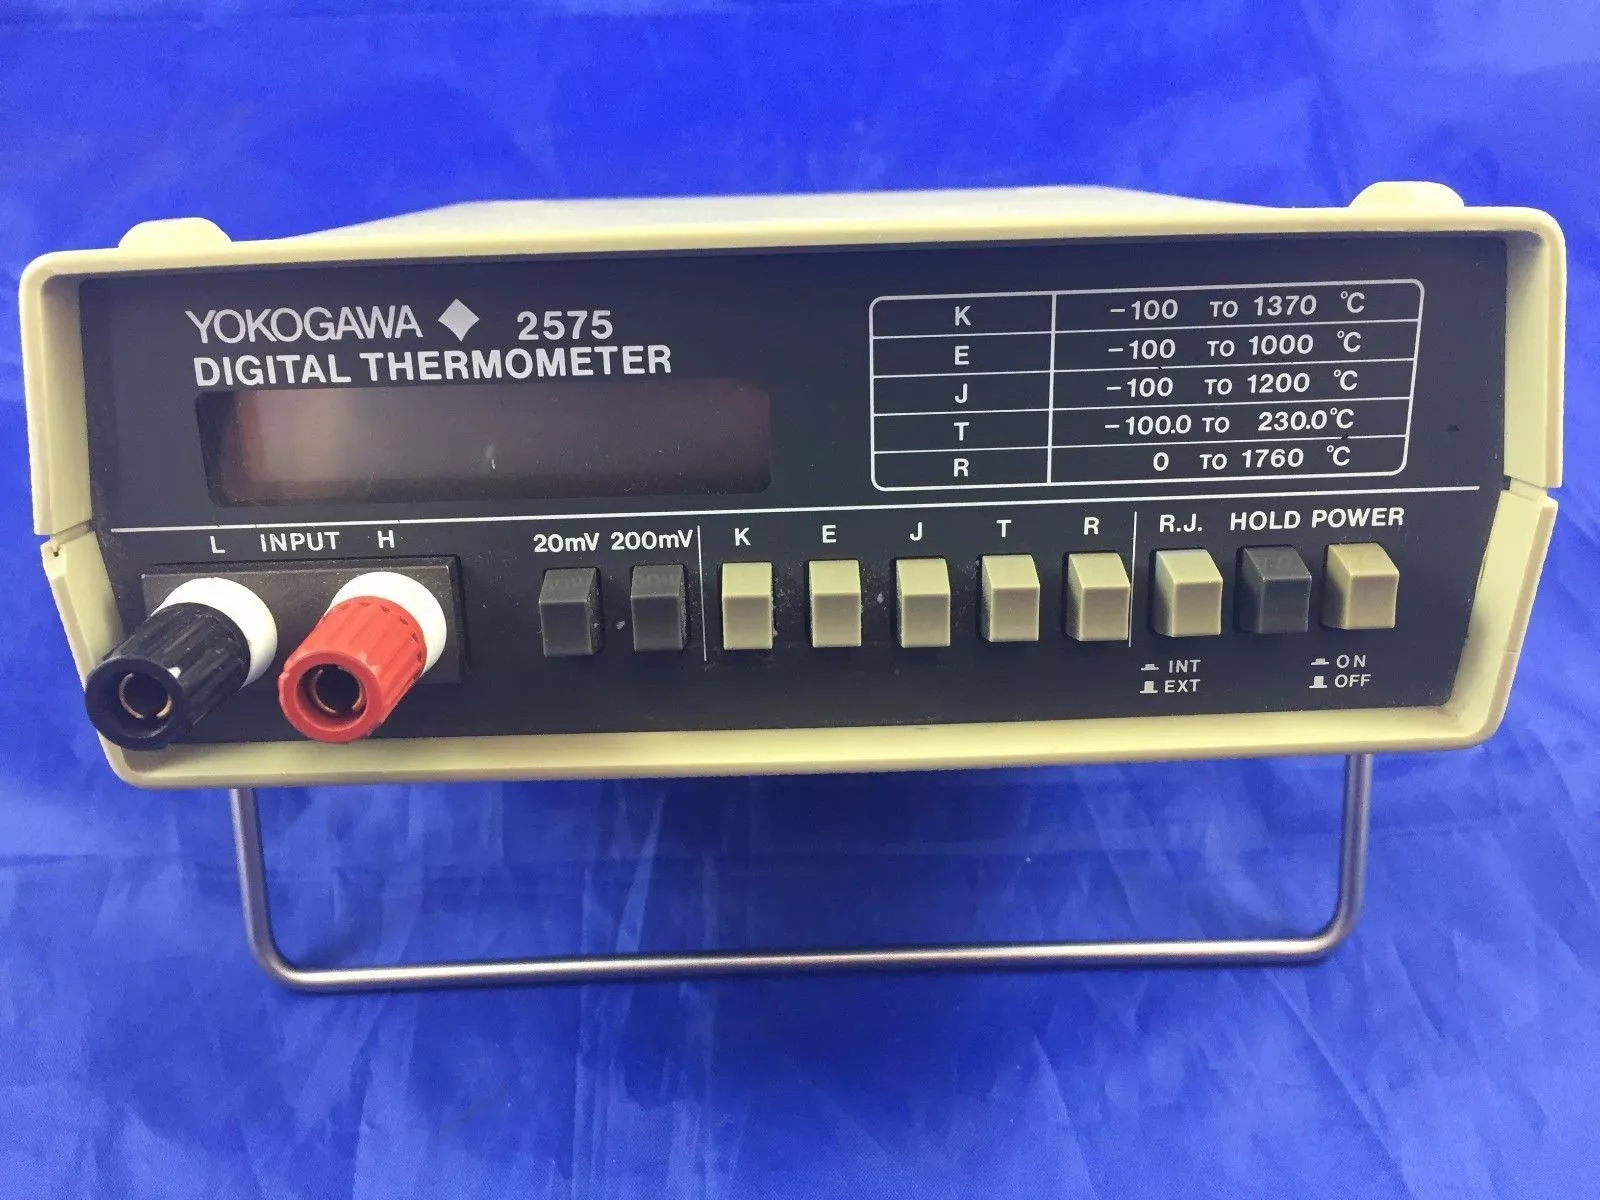 YOKOGAWA 2575
DIGITAL THERMOMETER
K -100 TO 1370 °C
E -100 TO 1000 °C
J -100 TO 1200 °C
T -100.0 TO 230.0°C
R 0 TO 1760 °C
L INPUT H
20mV 200mV K E J T R R.J. HOLD POWER
INT
EXT
ON
OFF